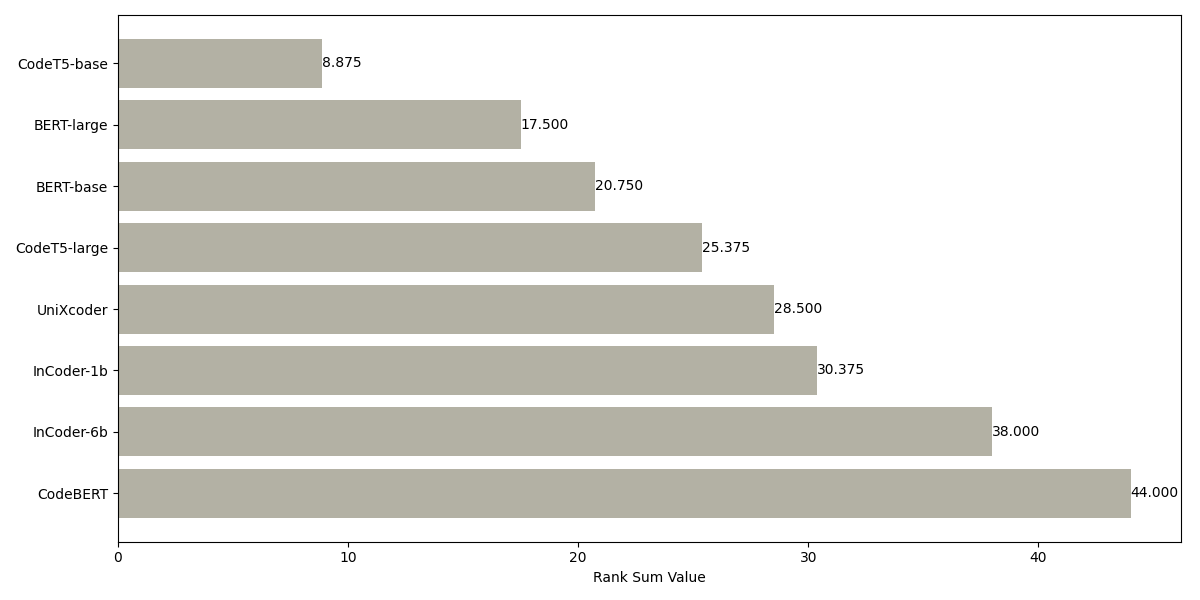 CodeT5-base 8.875
BERT-large 17.500
BERT-base 20.750
CodeT5-large 25.375
UniXcoder 28.500
InCoder-1b 30.375
InCoder-6b 38.000
CodeBERT 44.000
0 10 20 30 40
Rank Sum Value